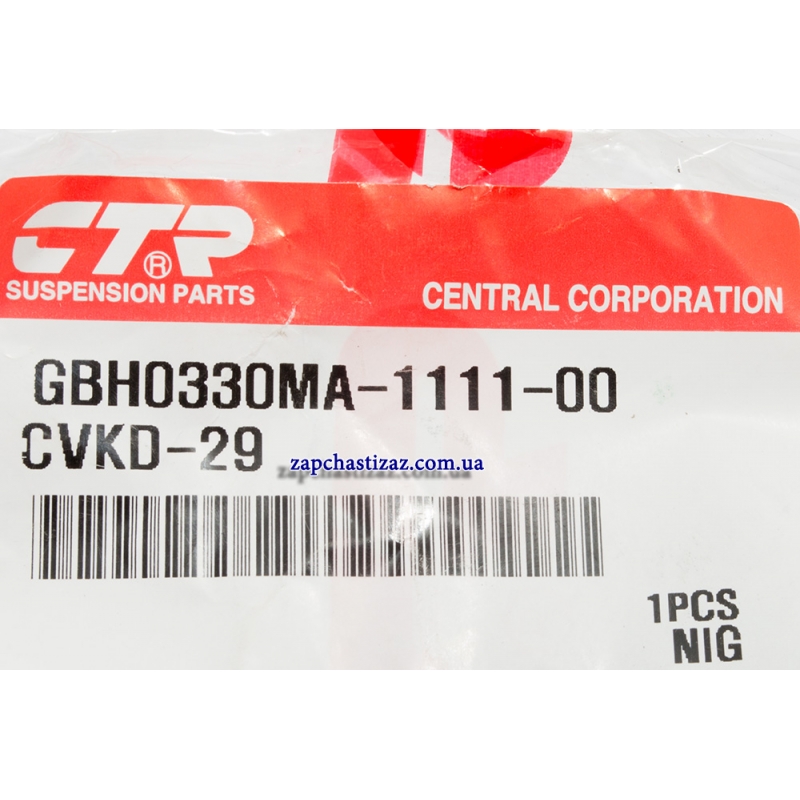 CTR®
SUSPENSION PARTS
CENTRAL CORPORATION
GBH0330MA-1111-00
CVKD-29
zapchastizaz.com.ua
1PCS
NIG